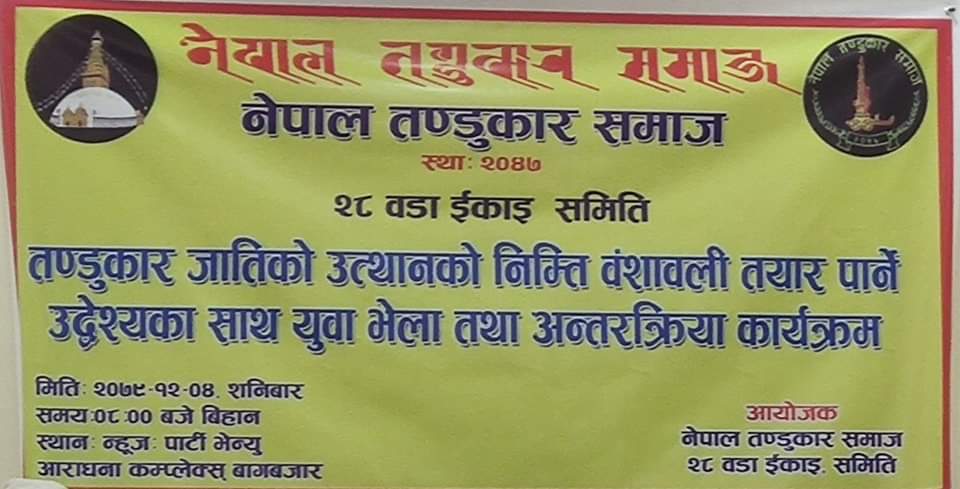 नेपाल तण्डुकार समाज
नेपाल तण्डुकार समाज
स्था: २०४७
२८ वडा ईकाइ समिति
तण्डुकार जातिको उत्थानको निम्ति वंशावली तयार पार्ने
उद्देश्यका साथ युवा भेला तथा अन्तरक्रिया कार्यक्रम
मिति: २०७९-१२-०४, शनिबार
समय:०८:०० बजे बिहान
स्थान: न्हूज: पार्टी भेन्यु
आराधना कम्प्लेक्स् बागबजार
आयोजक
नेपाल तण्डुकार समाज
२८ वडा ईकाइ, समिति